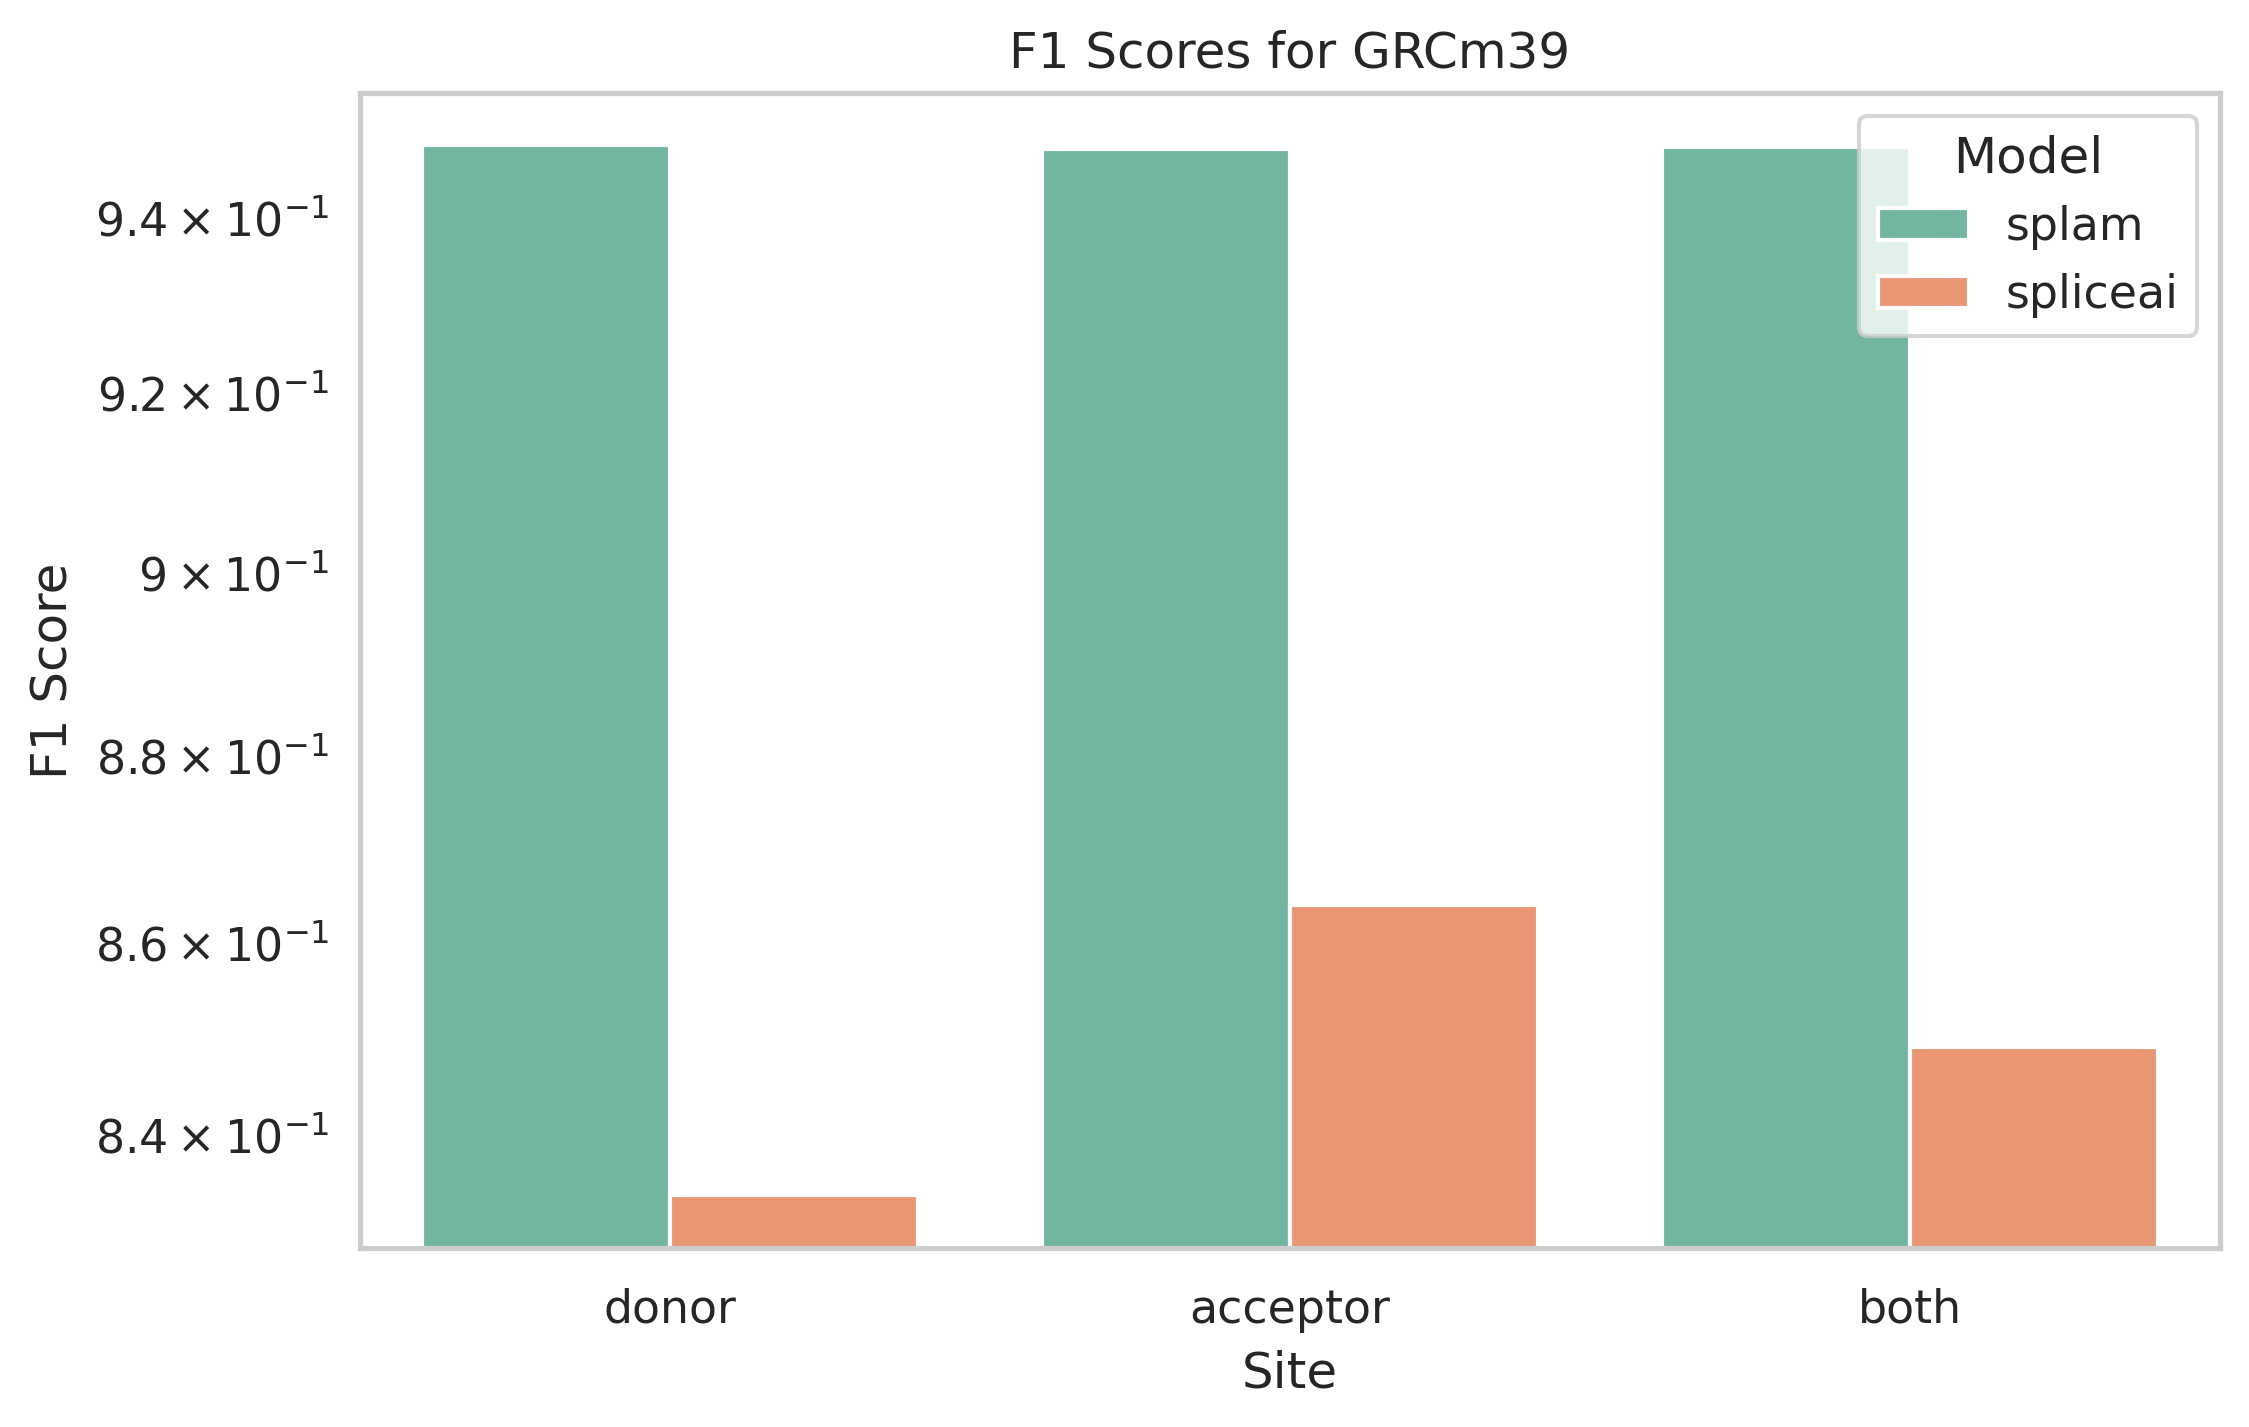 F1 Scores for GRCm39
Model
splam
spliceai
F1 Score
9.4 × 10⁻¹
9.2 × 10⁻¹
9 × 10⁻¹
8.8 × 10⁻¹
8.6 × 10⁻¹
8.4 × 10⁻¹
donor
acceptor
both
Site